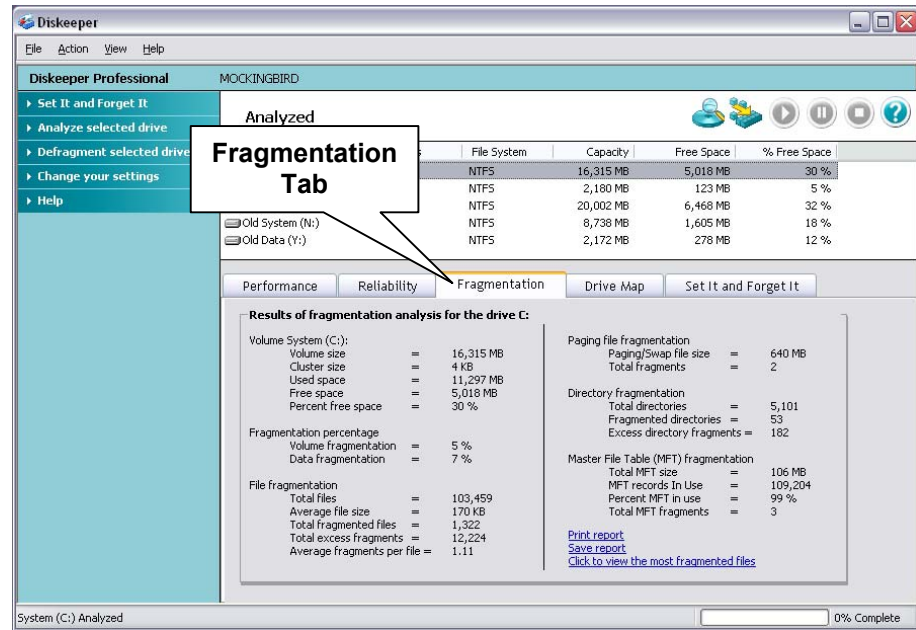 Diskeeper
File Action View Help
Diskeeper Professional MOCKINGBIRD
Set It and Forget It
Analyze selected drive
Defragment selected drive
Change your settings
Help
Analyzed
Fragmentation
Tab
File System Capacity Free Space % Free Space
NTFS 16,315 MB 5,018 MB 30 %
NTFS 2,180 MB 123 MB 5 %
NTFS 20,002 MB 6,468 MB 32 %
Old System (N:) NTFS 8,738 MB 1,605 MB 18 %
Old Data (Y:) NTFS 2,172 MB 278 MB 12 %
Performance Reliability Fragmentation Drive Map Set It and Forget It
Results of fragmentation analysis for the drive C:
Volume System (C:):
Volume size = 16,315 MB
Cluster size = 4 KB
Used space = 11,297 MB
Free space = 5,018 MB
Percent free space = 30 %
Fragmentation percentage
Volume fragmentation = 5 %
Data fragmentation = 7 %
File fragmentation
Total files = 103,459
Average file size = 170 KB
Total fragmented files = 1,322
Total excess fragments = 12,224
Average fragments per file = 1.11
Paging file fragmentation
Paging/Swap file size = 640 MB
Total fragments = 2
Directory fragmentation
Total directories = 5,101
Fragmented directories = 53
Excess directory fragments = 182
Master File Table (MFT) fragmentation
Total MFT size = 106 MB
MFT records In Use = 109,204
Percent MFT in use = 99 %
Total MFT fragments = 3
Print report
Save report
Click to view the most fragmented files
System (C:) Analyzed 0% Complete